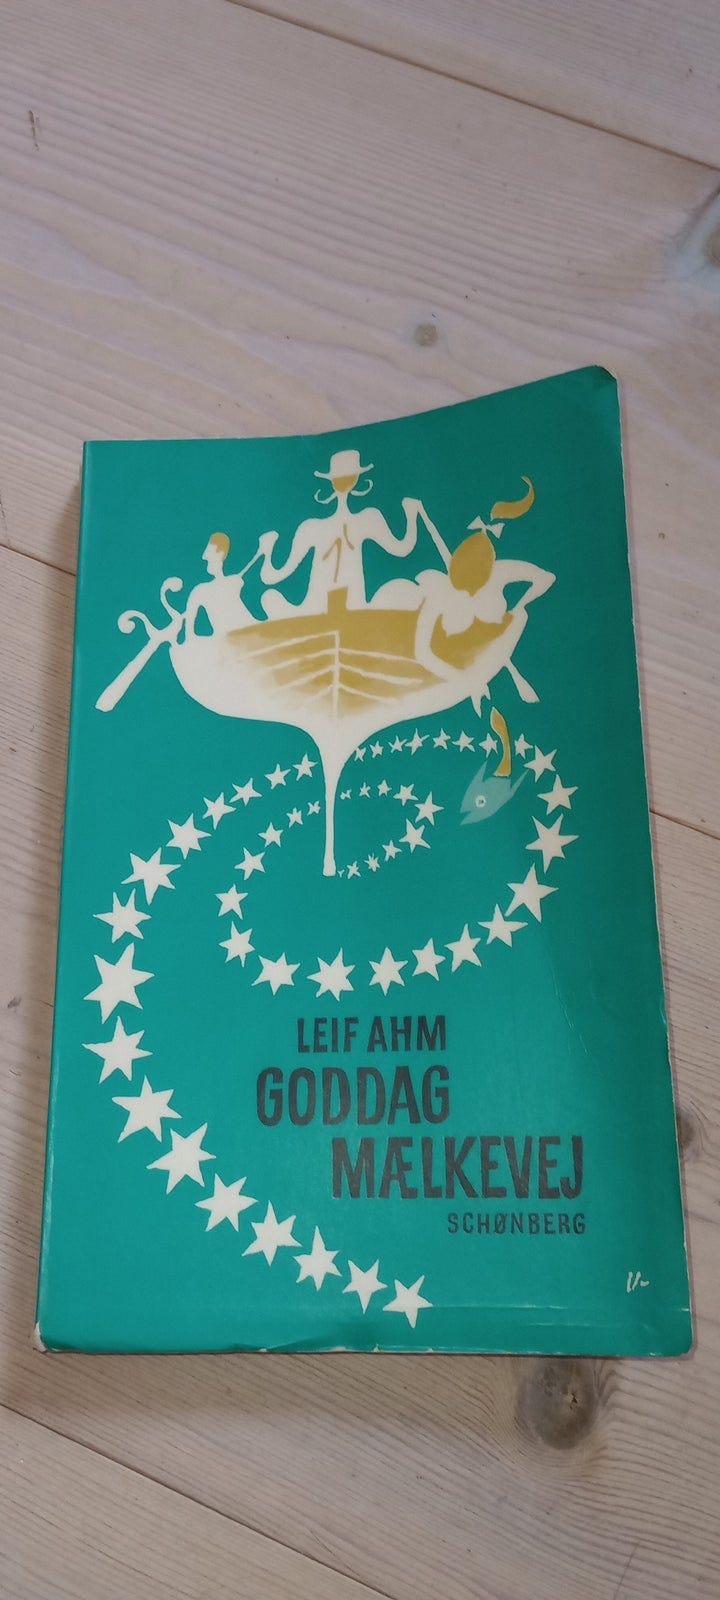 LEIF AHM
GODDAG
MÆLKEVEJ
SCHØNBERG